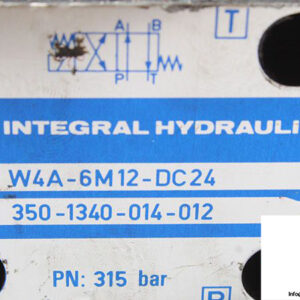 A B
T
P T
INTEGRAL HYDRAULI
W4A-6M12-DC24
350-1340-014-012
PN: 315 bar